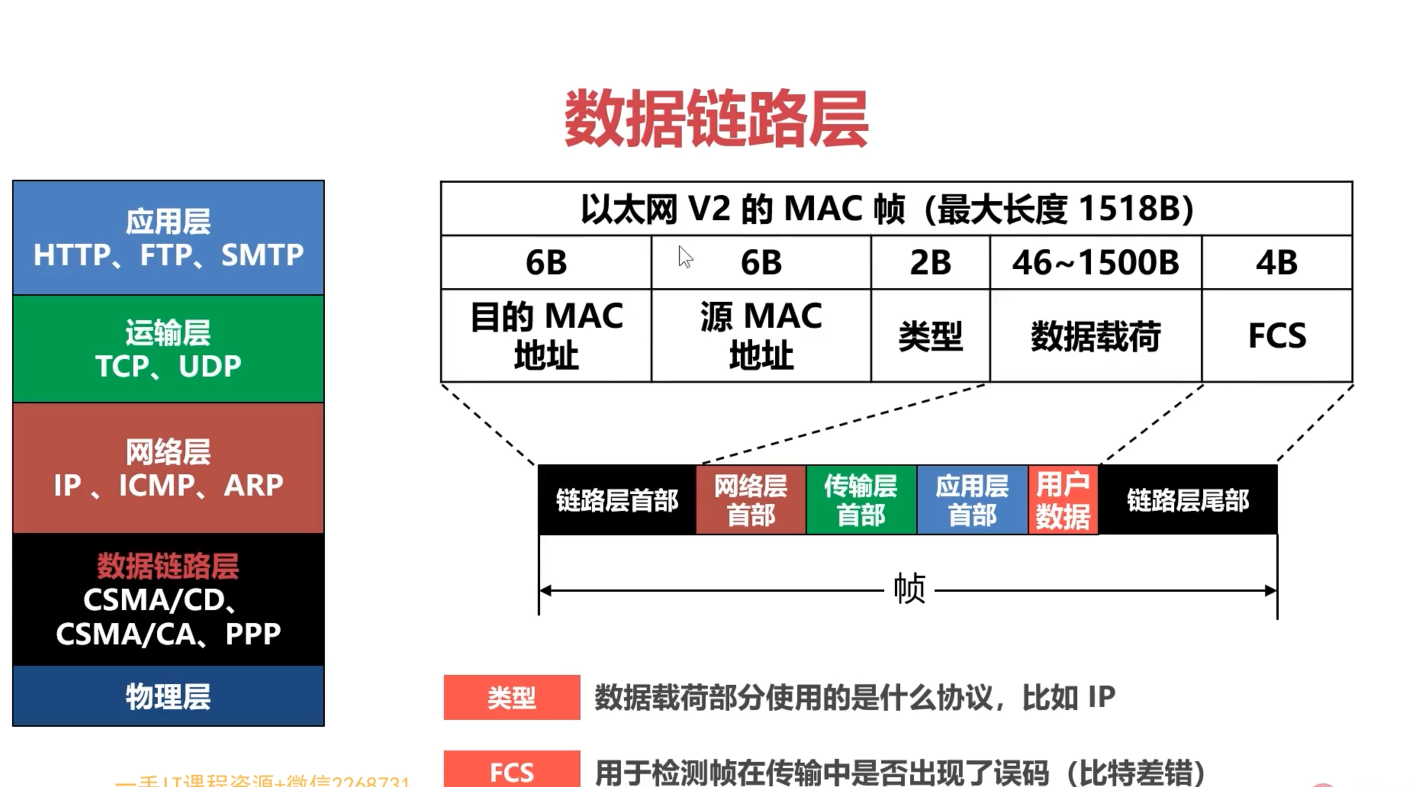 数据链路层
应用层
HTTP、FTP、SMTP
运输层
TCP、UDP
网络层
IP 、ICMP、ARP
数据链路层
CSMA/CD、
CSMA/CA、PPP
物理层
以太网 V2 的 MAC 帧（最大长度 1518B）
6B 6B 2B 46~1500B 4B
目的 MAC
地址
源 MAC
地址
类型
数据载荷
FCS
链路层首部
网络层
首部
传输层
首部
应用层
首部
用户
数据
链路层尾部
帧
类型 数据载荷部分使用的是什么协议，比如 IP
FCS 用于检测帧在传输中是否出现了误码（比特差错）
一手IT课程资源+微信2268731